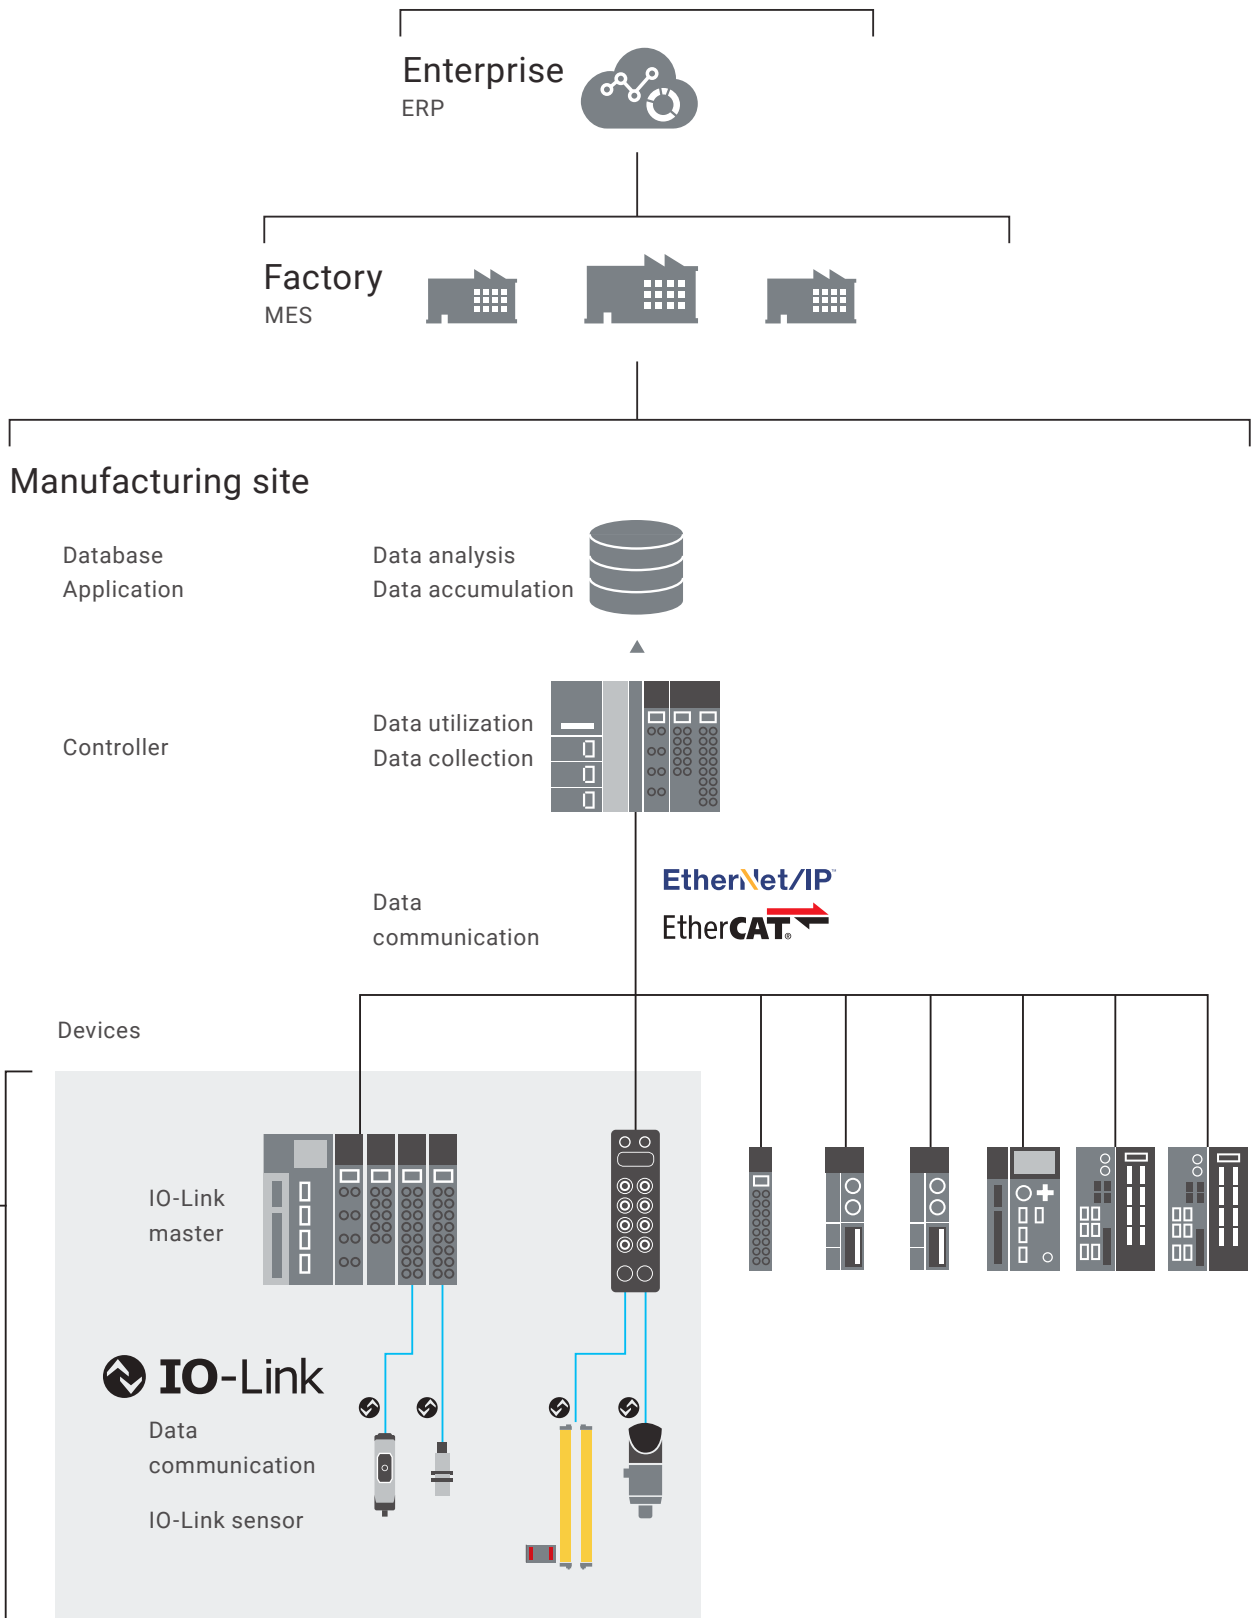 Enterprise
ERP
Factory
MES
Manufacturing site
Database
Application
Data analysis
Data accumulation
Controller
Data utilization
Data collection
Data
communication
EtherNet/IP™
EtherCAT®
Devices
IO-Link
master
IO-Link
Data
communication
IO-Link sensor